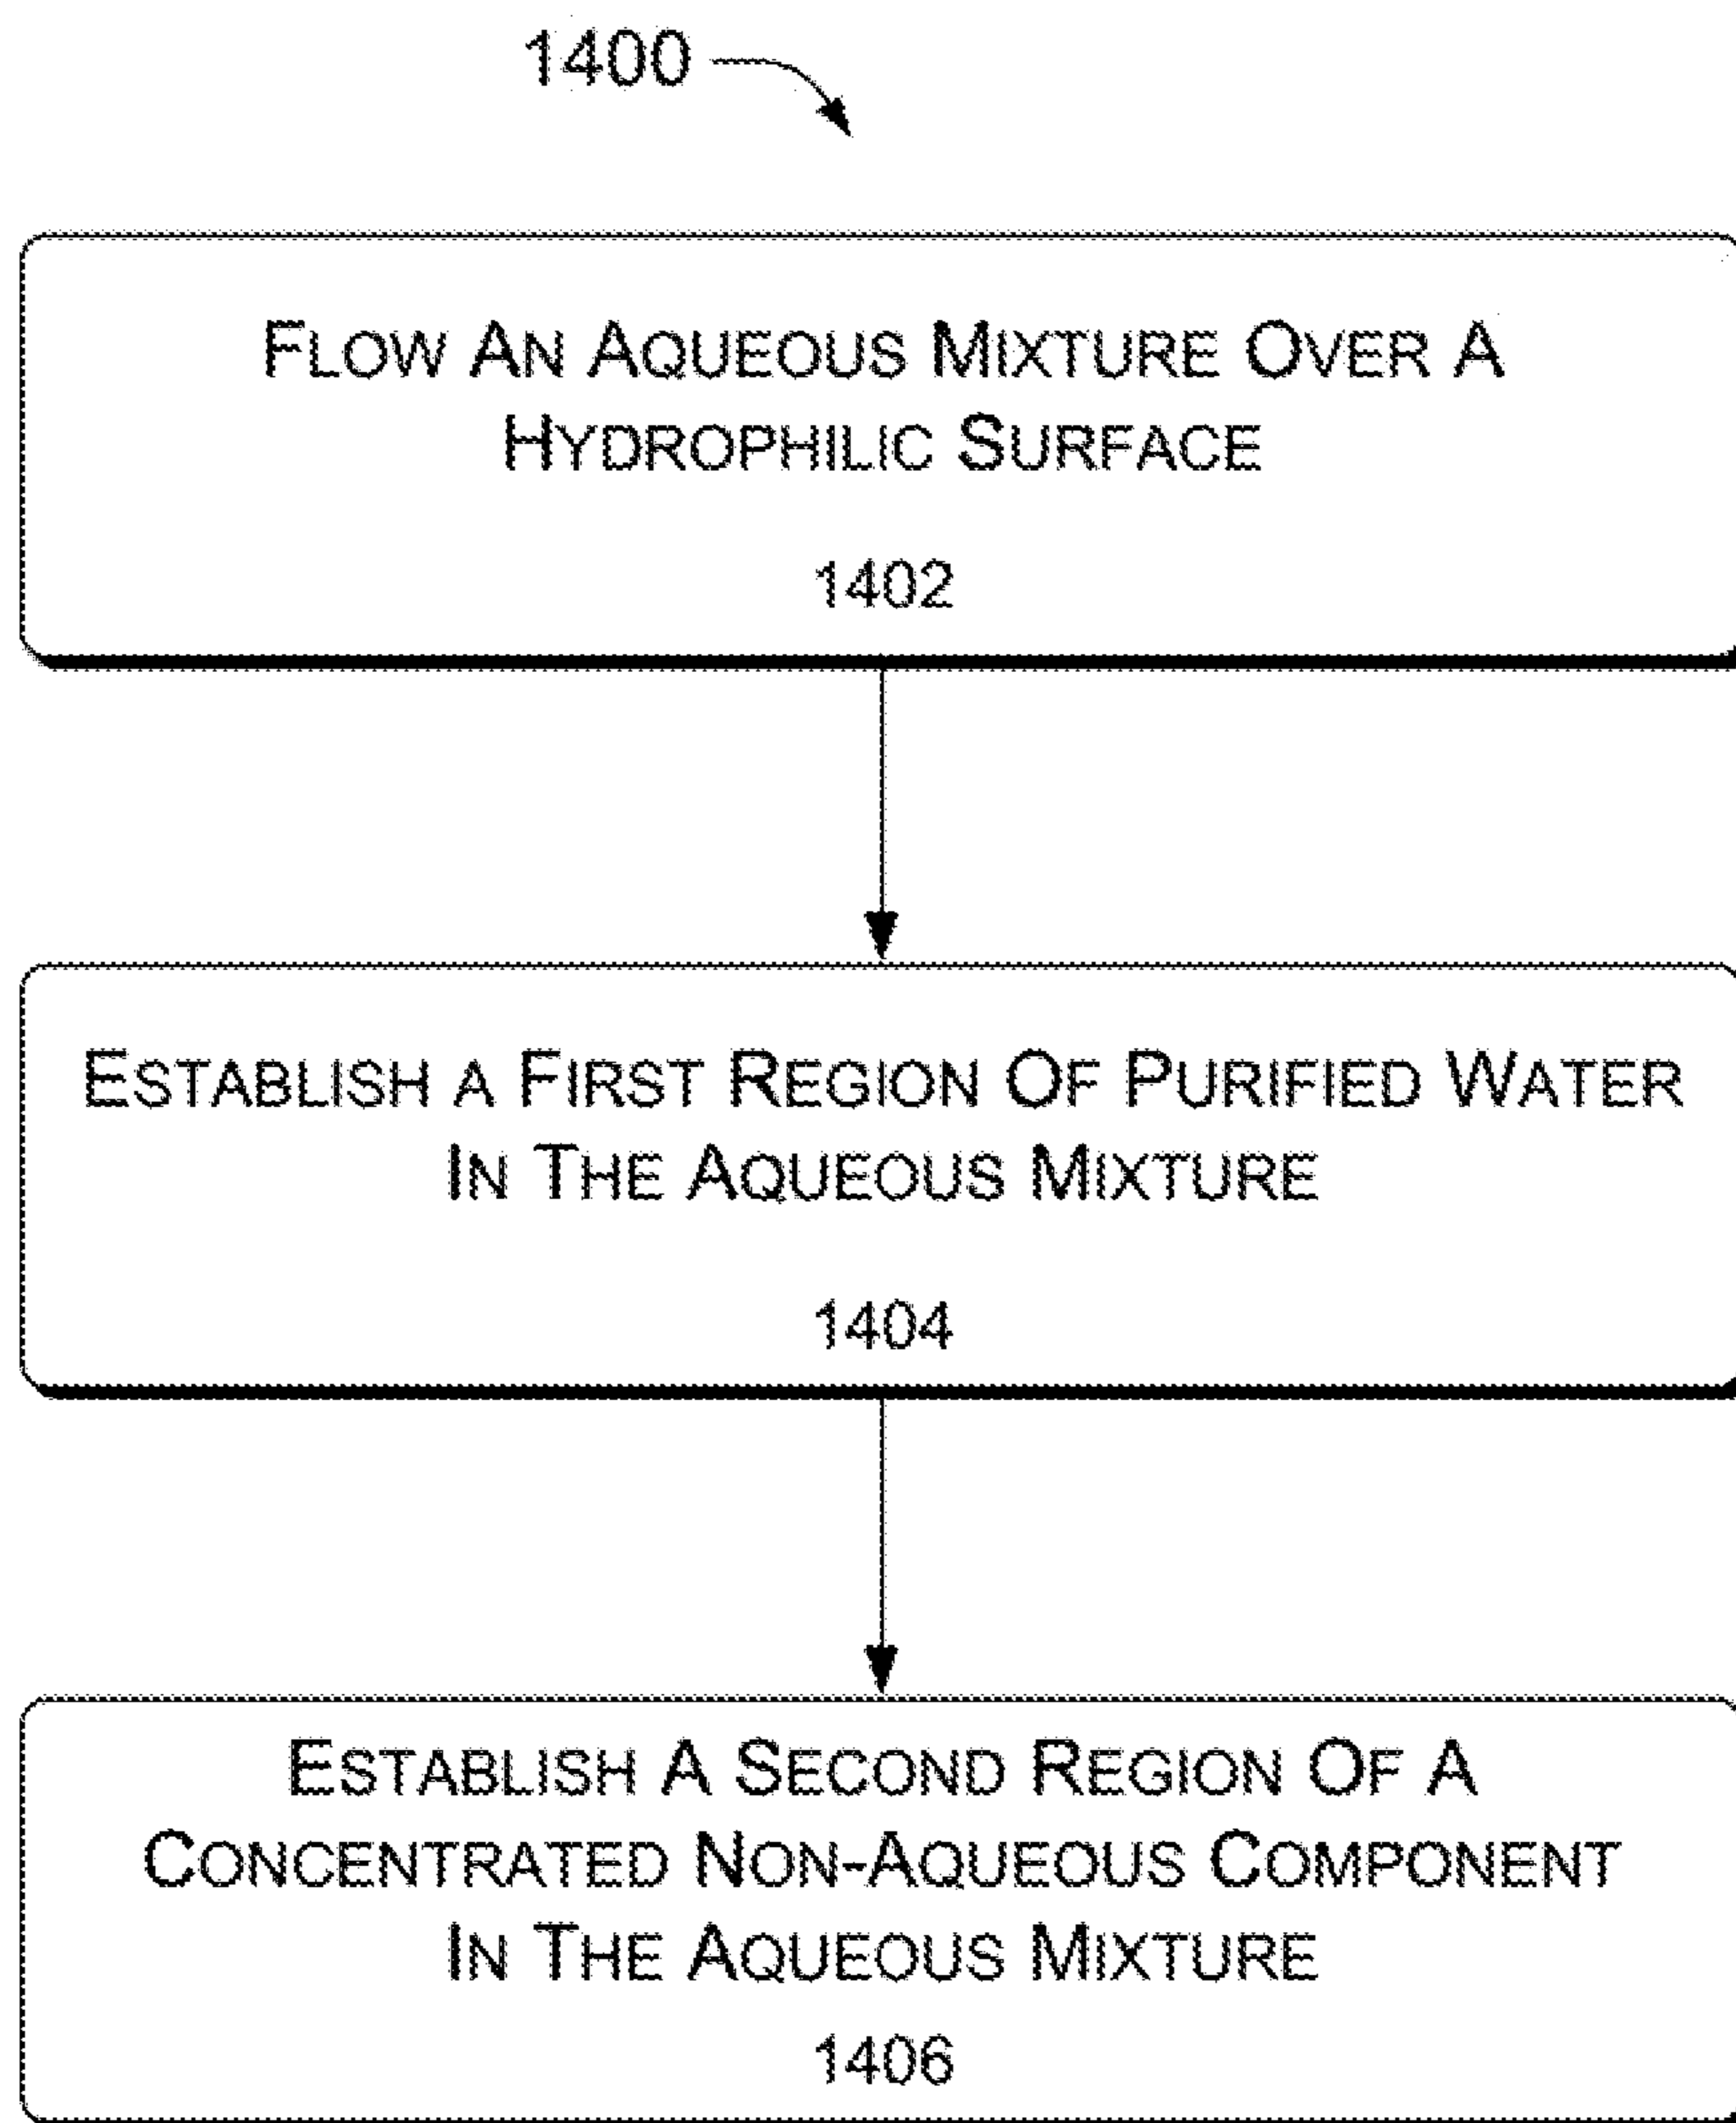 1400
FLOW AN AQUEOUS MIXTURE OVER A
HYDROPHILIC SURFACE
1402
ESTABLISH A FIRST REGION OF PURIFIED WATER
IN THE AQUEOUS MIXTURE
1404
ESTABLISH A SECOND REGION OF A
CONCENTRATED NON-AQUEOUS COMPONENT
IN THE AQUEOUS MIXTURE
1406